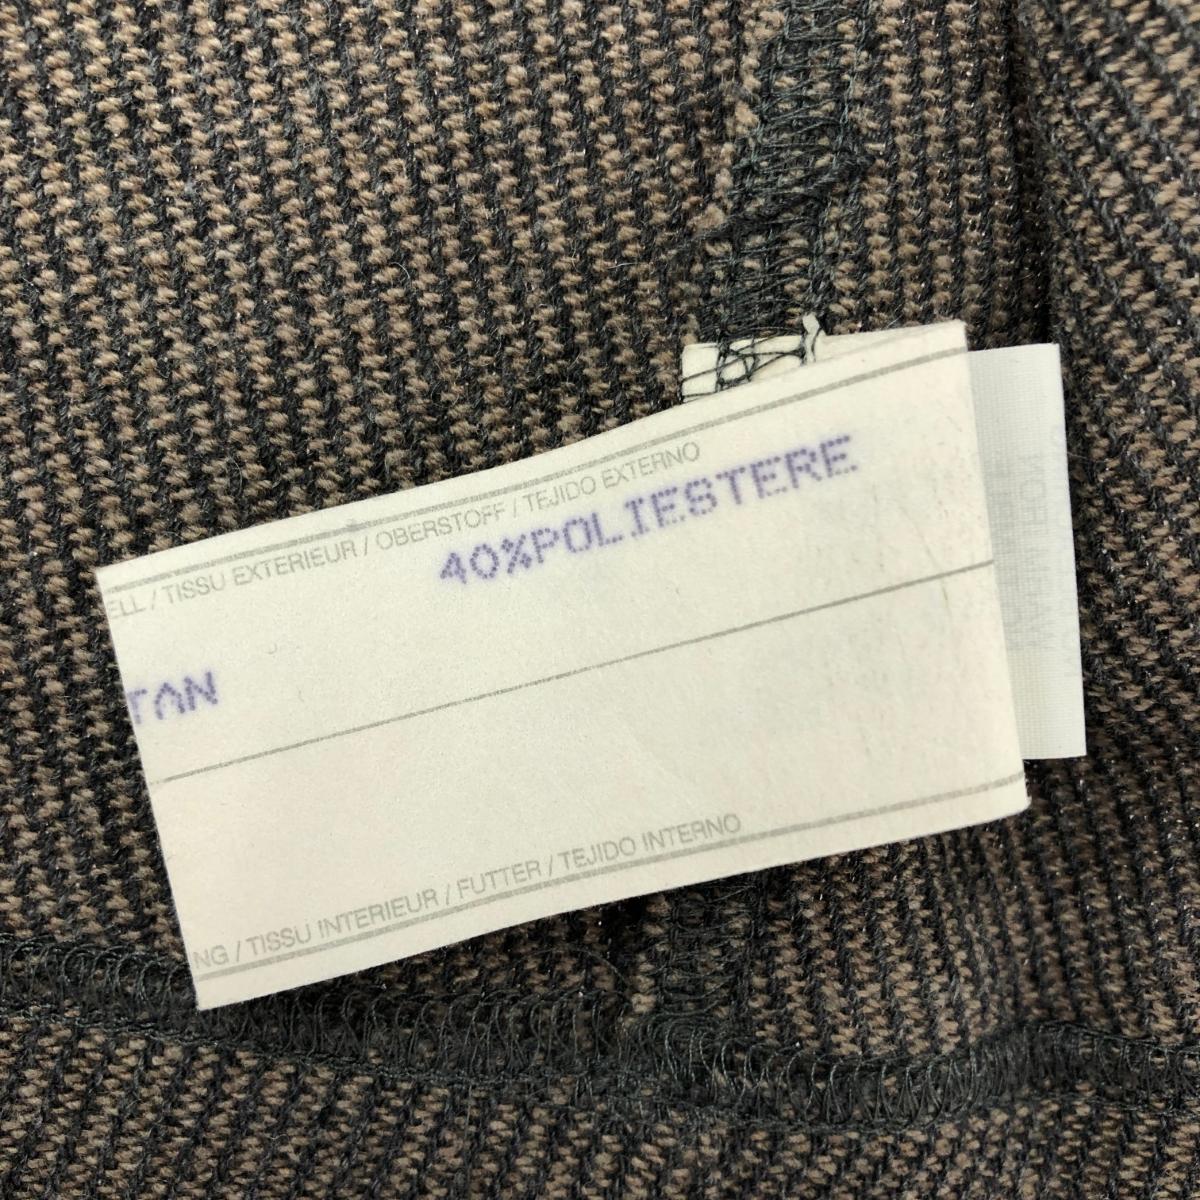 ELL / TISSU EXTERIEUR / OBERSTOFF / TEJIDO EXTERNO
40%POLIESTERE
TAN
NG / TISSU INTERIEUR / FUTTER / TEJIDO INTERNO